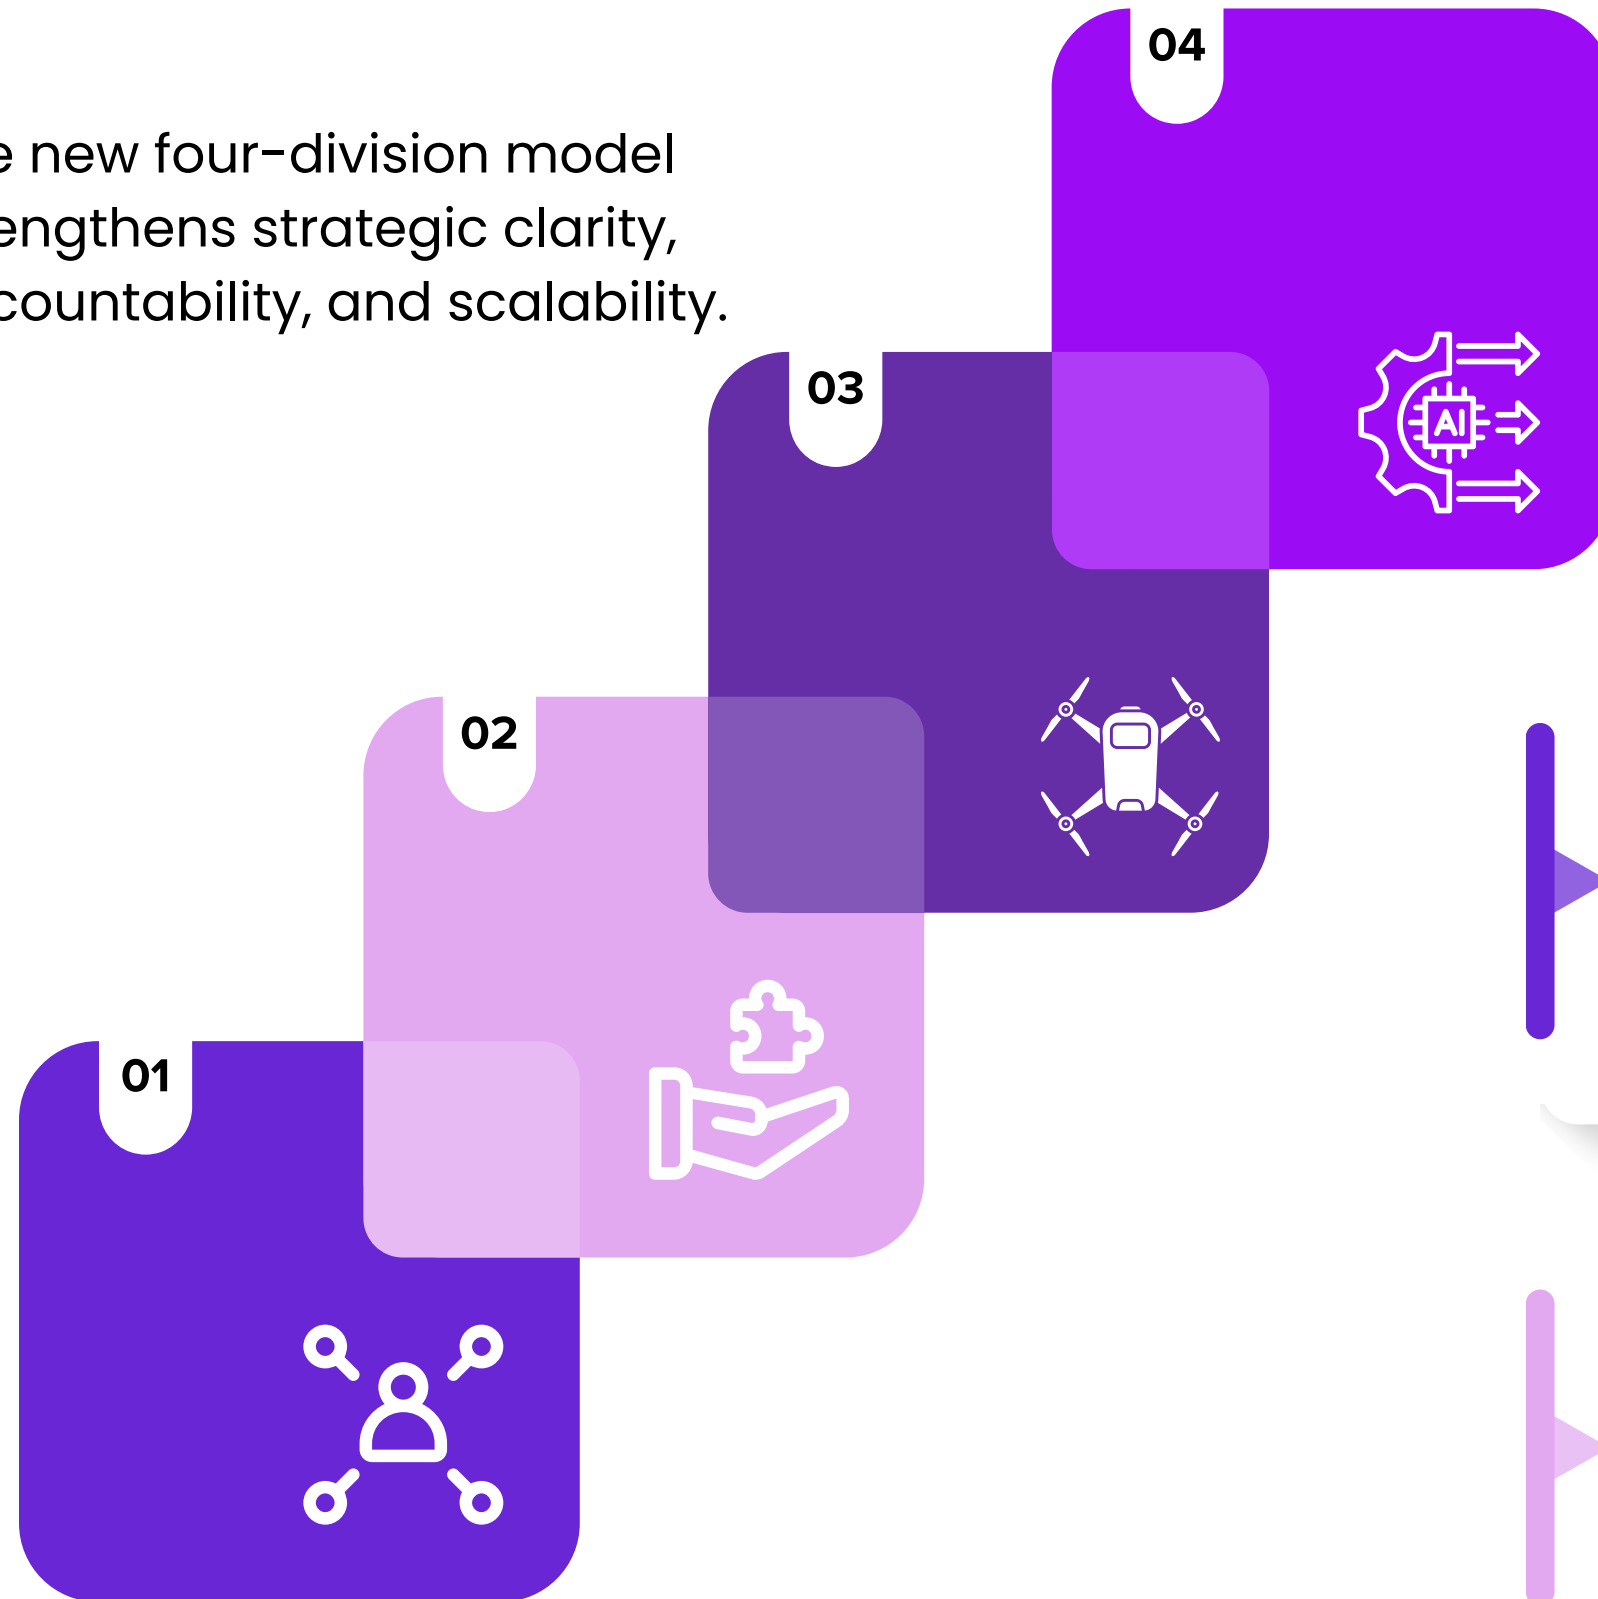 e new four-division model
engthens strategic clarity,
countability, and scalability.
04
03
02
01
AI